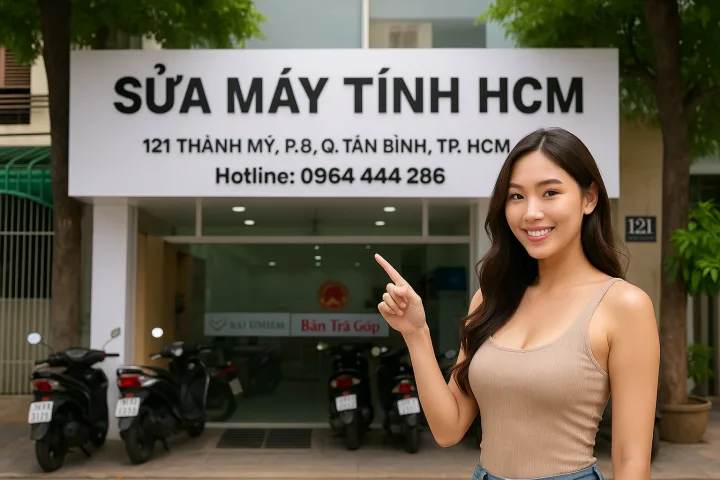 SỬA MÁY TÍNH HCM
121 THÀNH MỸ, P.8, Q. TÂN BÌNH, TP. HCM
Hotline: 0964 444 286
121
Bán Trả Góp